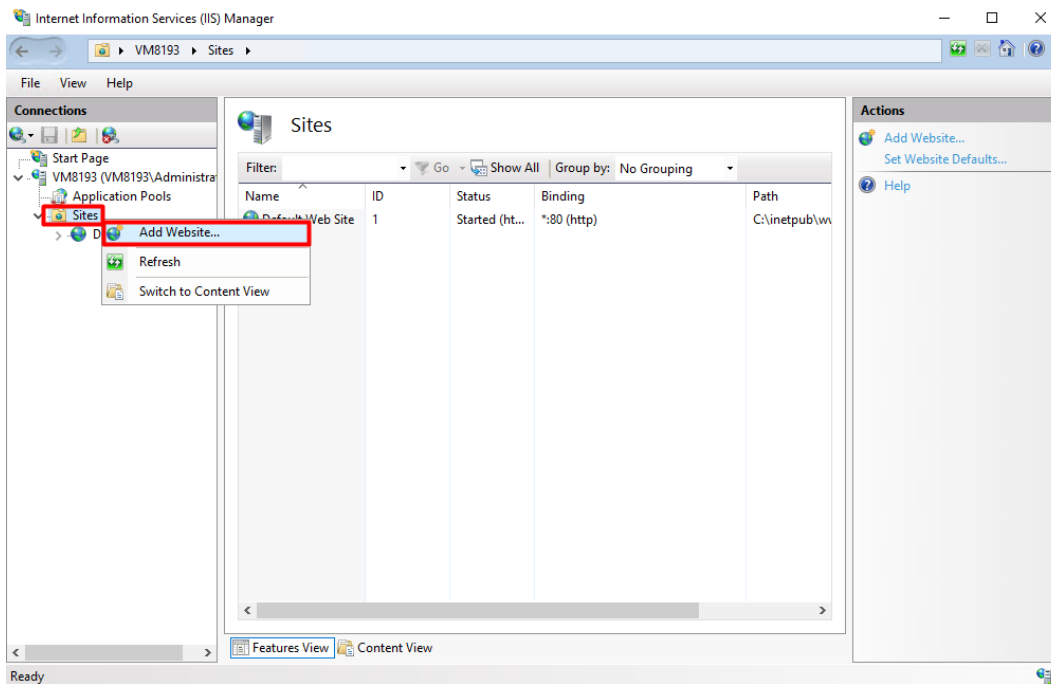 Internet Information Services (IIS) Manager
VM8193 Sites
File View Help
Connections
Start Page
VM8193 (VM8193\Administra
Application Pools
Sites
D
Add Website...
Refresh
Switch to Content View
Sites
Filter: Go Show All Group by: No Grouping
Name ID Status Binding Path
Default Web Site 1 Started (ht... *:80 (http) C:\inetpub\w
Features View Content View
Actions
Add Website...
Set Website Defaults...
Help
Ready